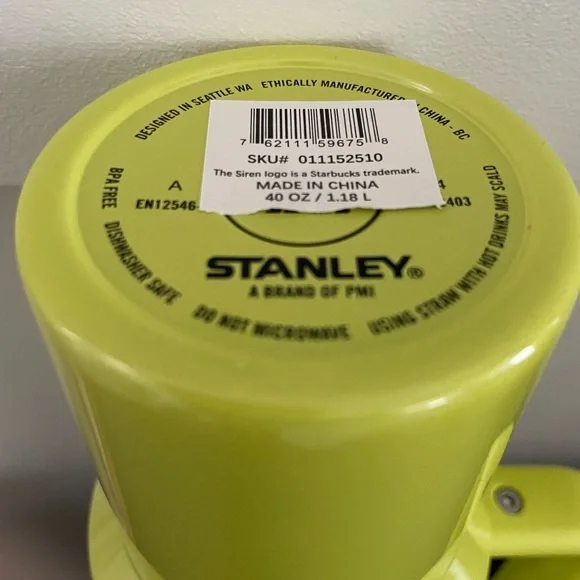 DESIGNED IN SEATTLE WA ETHICALLY MANUFACTURED CHINA - BC
7 62111 59675 8
SKU# 011152510
The Siren logo is a Starbucks trademark.
MADE IN CHINA
40 OZ / 1.18 L
A
4
EN12546-
-403
STANLEY®
A BRAND OF PMI
BPA FREE DISHWASHER SAFE DO NOT MICROWAVE USING STRAW WITH HOT DRINKS MAY SCALD